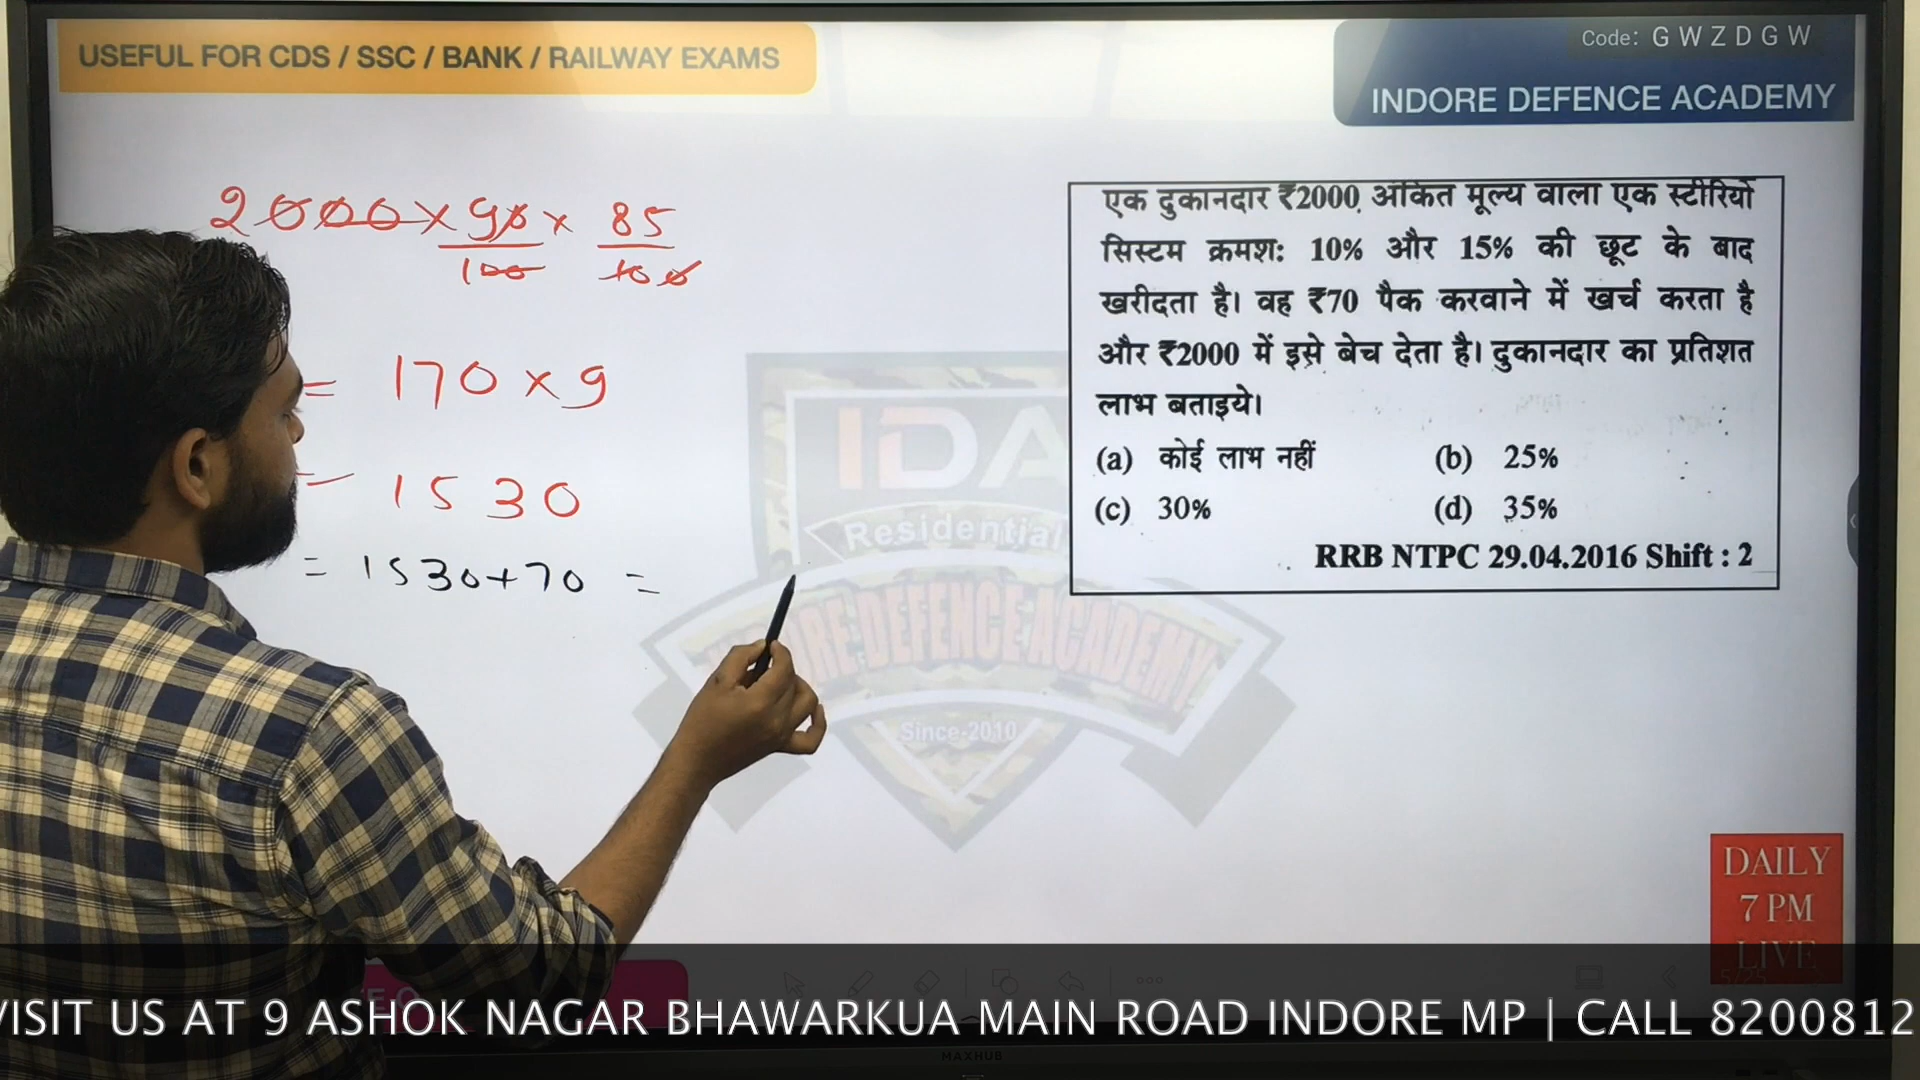 USEFUL FOR CDS / SSC / BANK / RAILWAY EXAMS
Code: G W Z D G W
INDORE DEFENCE ACADEMY
2000 × 90/100 × 85/100
= 170 × 9
= 1530
= 1530+70 =
एक दुकानदार ₹2000 अंकित मूल्य वाला एक स्टीरियो
सिस्टम क्रमश: 10% और 15% की छूट के बाद
खरीदता है। वह ₹70 पैक करवाने में खर्च करता है
और ₹2000 में इसे बेच देता है। दुकानदार का प्रतिशत
लाभ बताइये।
(a) कोई लाभ नहीं (b) 25%
(c) 30% (d) 35%
RRB NTPC 29.04.2016 Shift : 2
IDA
Residential
INDORE DEFENCE ACADEMY
Since-2010
DAILY
7 PM
LIVE
VISIT US AT 9 ASHOK NAGAR BHAWARKUA MAIN ROAD INDORE MP | CALL 8200812
MAXHUB